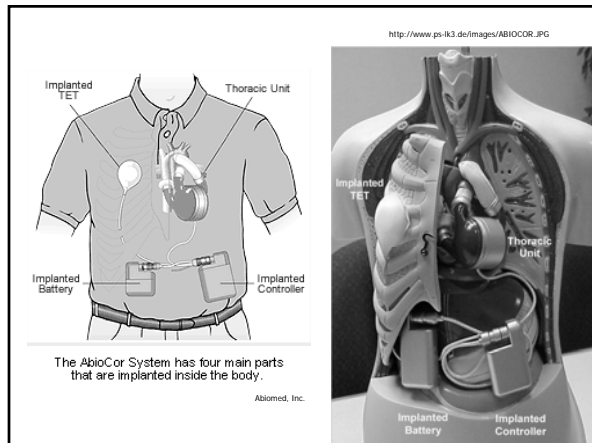 http://www.ps-lk3.de/images/ABIOCOR.JPG
Implanted
TET
Thoracic Unit
Implanted
Battery
Implanted
Controller
The AbioCor System has four main parts
that are implanted inside the body.
Abiomed, Inc.
Implanted
TET
Thoracic
Unit
Implanted
Battery
Implanted
Controller